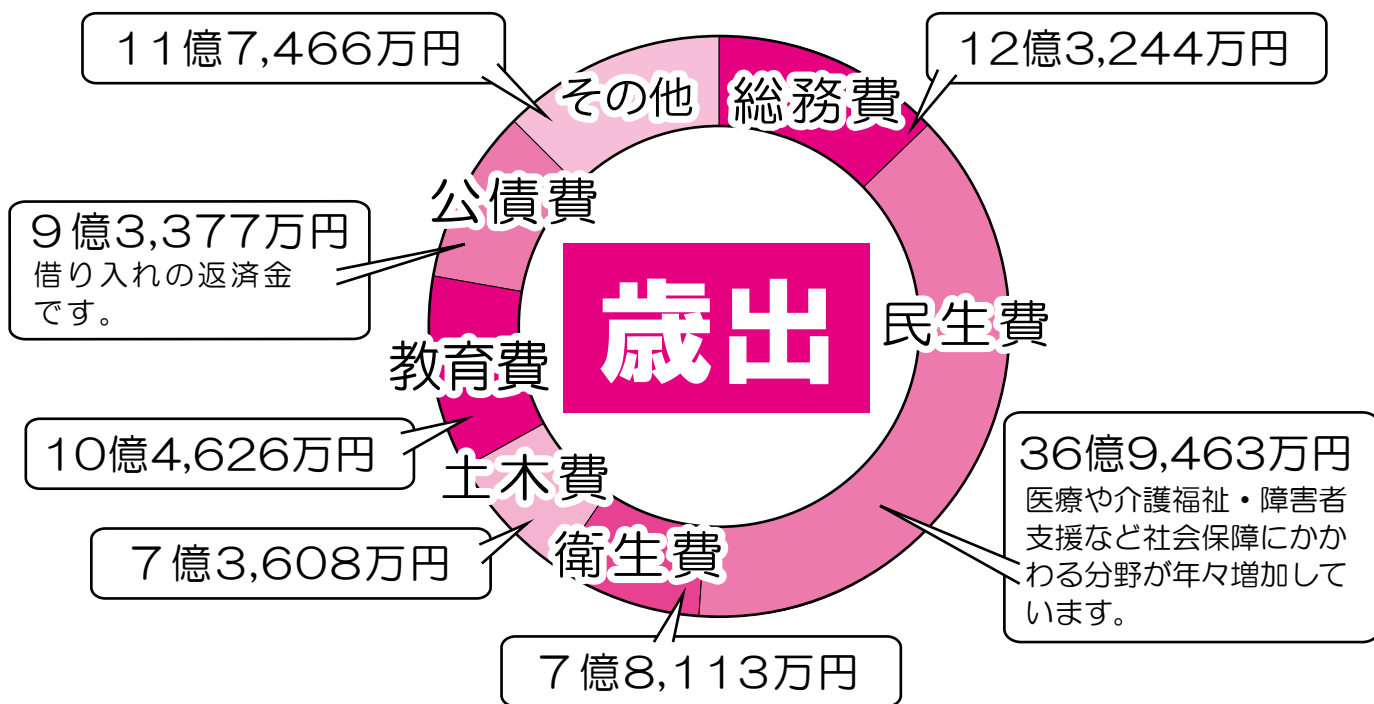 歳出
総務費
12億3,244万円
民生費
36億9,463万円
医療や介護福祉・障害者
支援など社会保障にかか
わる分野が年々増加して
います。
衛生費
7億8,113万円
土木費
7億3,608万円
教育費
10億4,626万円
公債費
9億3,377万円
借り入れの返済金
です。
その他
11億7,466万円